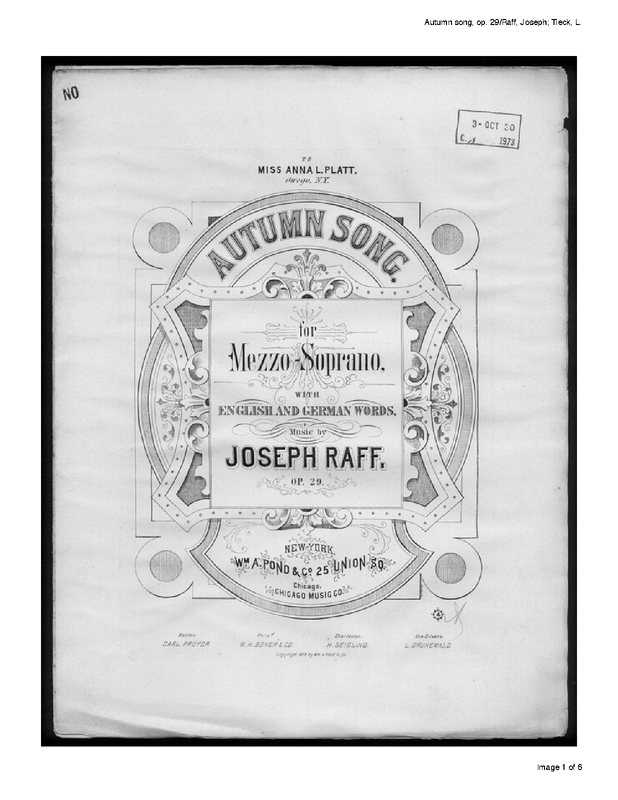 Autumn song, op. 29/Raff, Joseph; Tieck, L.
NO
3-OCT 20
1973
TO
MISS ANNA L. PLATT.
Owego, N.Y.
AUTUMN SONG.
for
Mezzo-Soprano,
WITH
ENGLISH AND GERMAN WORDS.
Music by
JOSEPH RAFF.
OP. 29.
NEW-YORK,
WM A. POND & CO 25 UNION SQ.
Chicago,
CHICAGO MUSIC CO.
Boston Phila. Charleston New Orleans
CARL PRÜFER W. H. BONER & CO. H. SEIGLING. L. GRUNEWALD.
Image 1 of 6